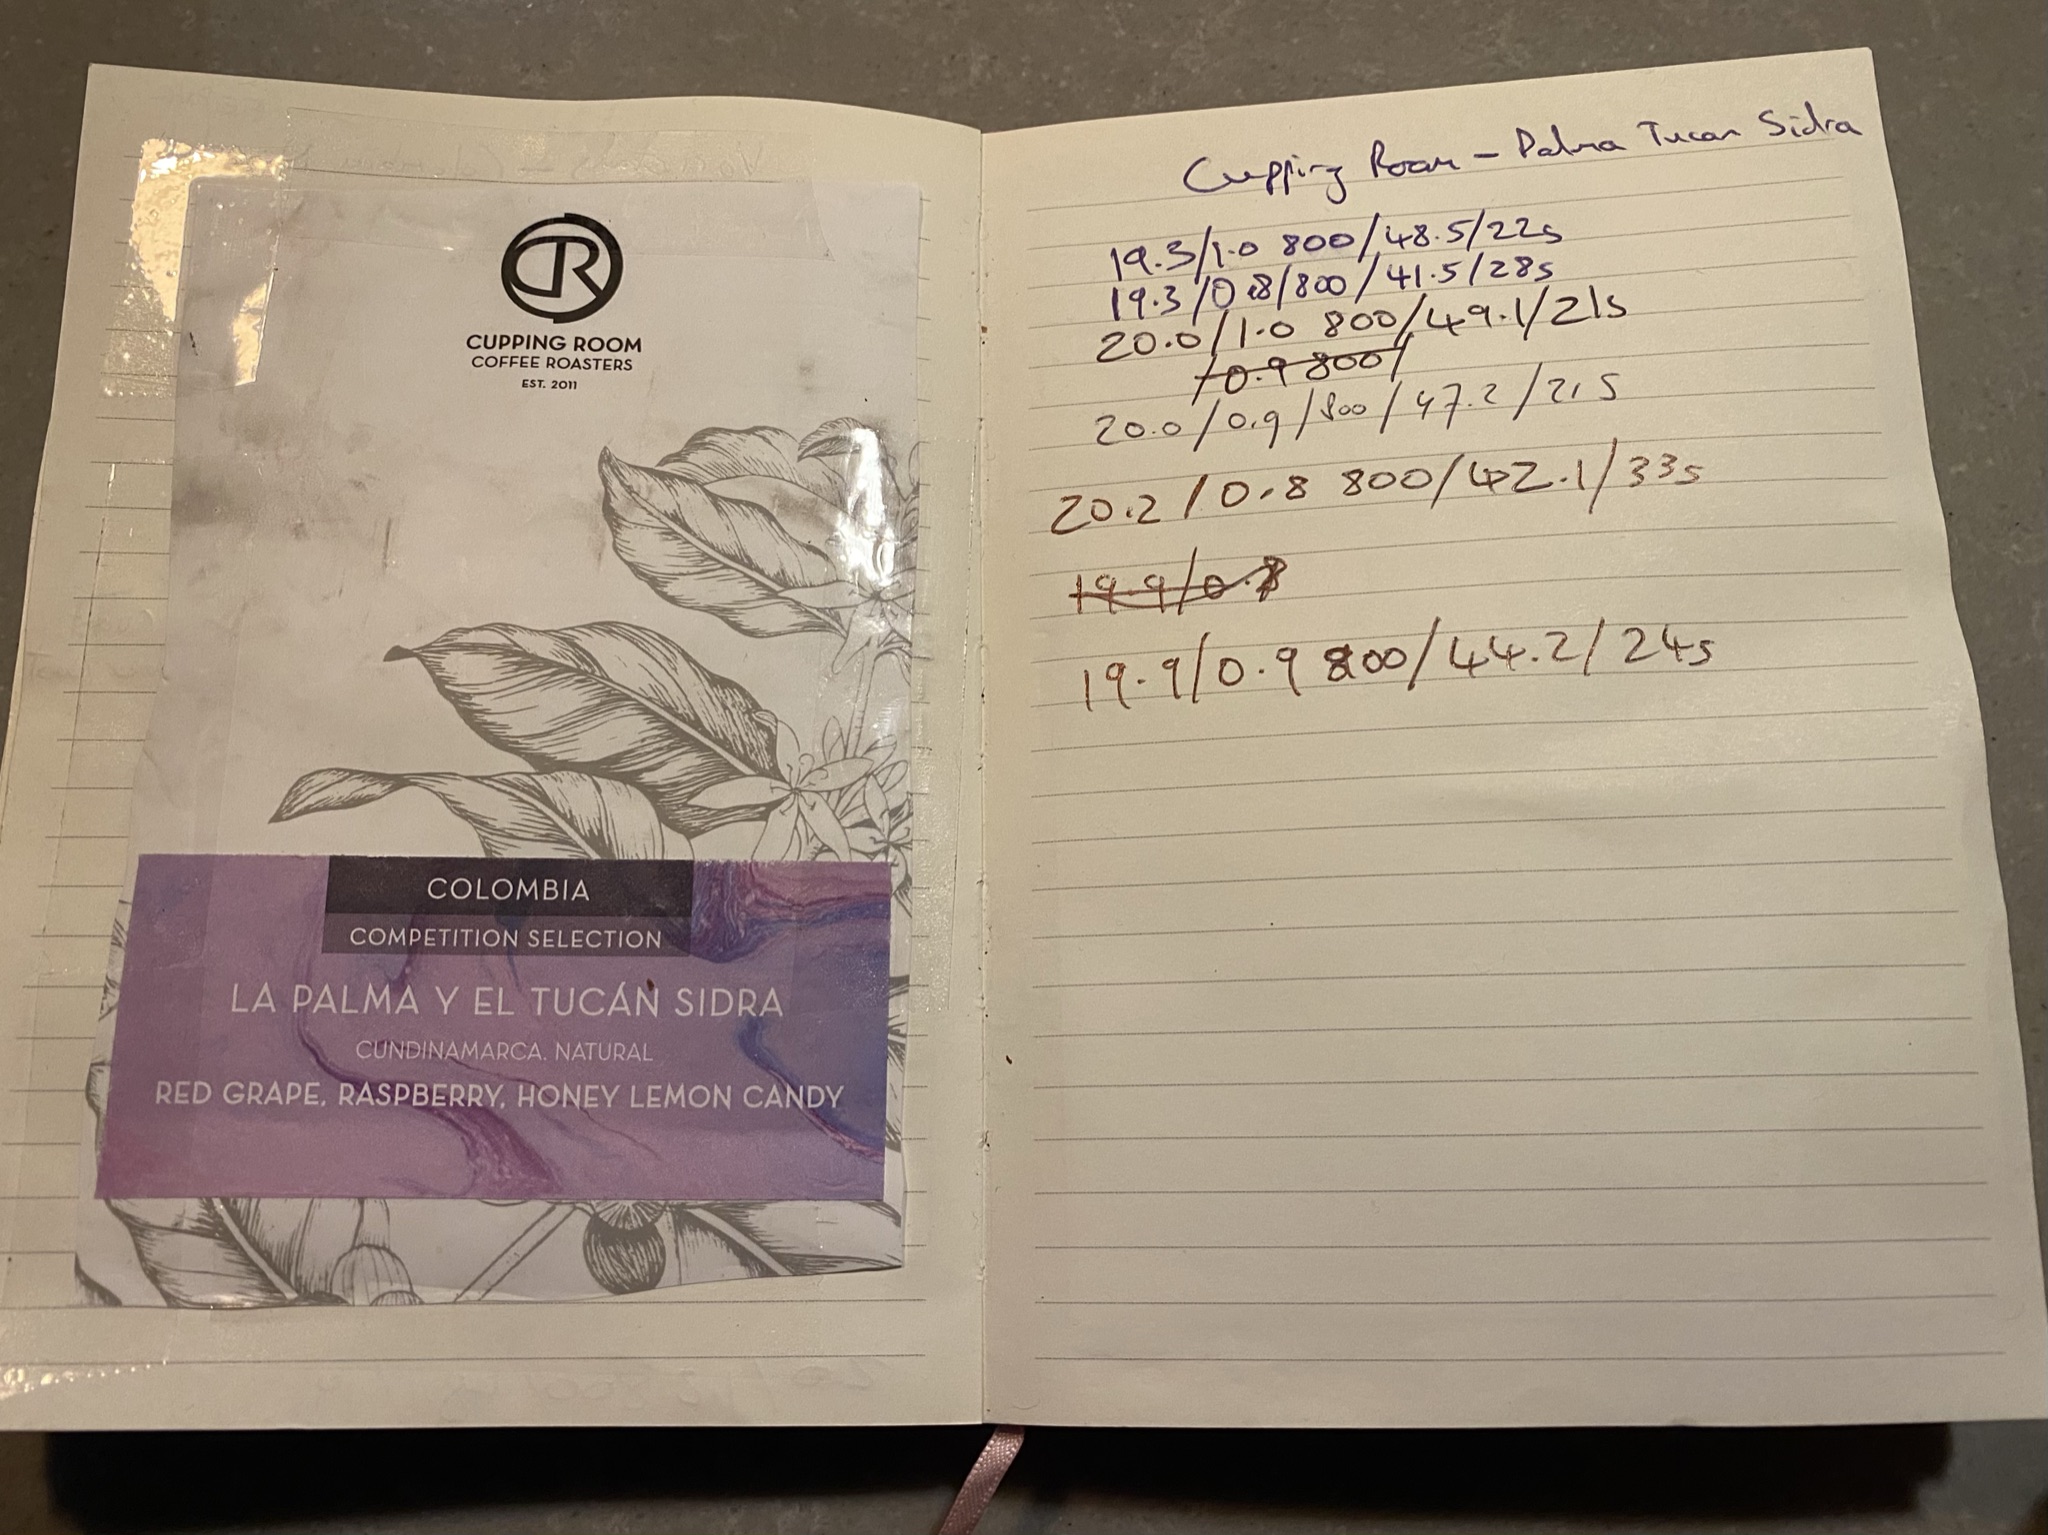 CUPPING ROOM
COFFEE ROASTERS
EST. 2011
COLOMBIA
COMPETITION SELECTION
LA PALMA Y EL TUCÁN SIDRA
CUNDINAMARCA. NATURAL
RED GRAPE, RASPBERRY, HONEY LEMON CANDY
Cupping Room - Palma Tucan Sidra
19.3/1.0 800/48.5/22s
19.3/0.8/800/41.5/28s
20.0/1.0 800/49.1/21s
/0.9 800/
20.0/0.9/800/47.2/21s
20.2/0.8 800/42.1/33s
19.9/0.8
19.9/0.9 800/44.2/24s